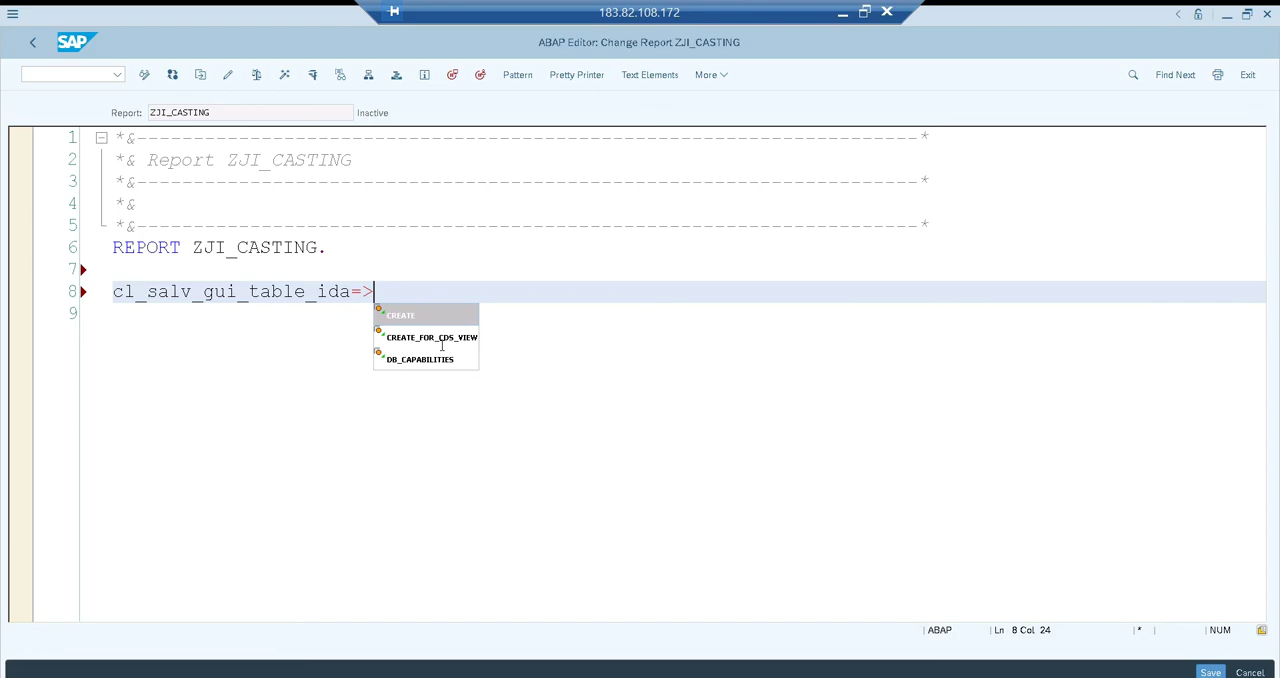 183.82.108.172
SAP
ABAP Editor: Change Report ZJI_CASTING
Pattern Pretty Printer Text Elements More Find Next Exit
Report: ZJI_CASTING Inactive
1 *&---------------------------------------------------------------------*
2 *& Report ZJI_CASTING
3 *&---------------------------------------------------------------------*
4 *&
5 *&---------------------------------------------------------------------*
6 REPORT ZJI_CASTING.
7
8 cl_salv_gui_table_ida=>
CREATE
9
CREATE_FOR_CDS_VIEW
DB_CAPABILITIES
ABAP Ln 8 Col 24 * NUM
Save Cancel